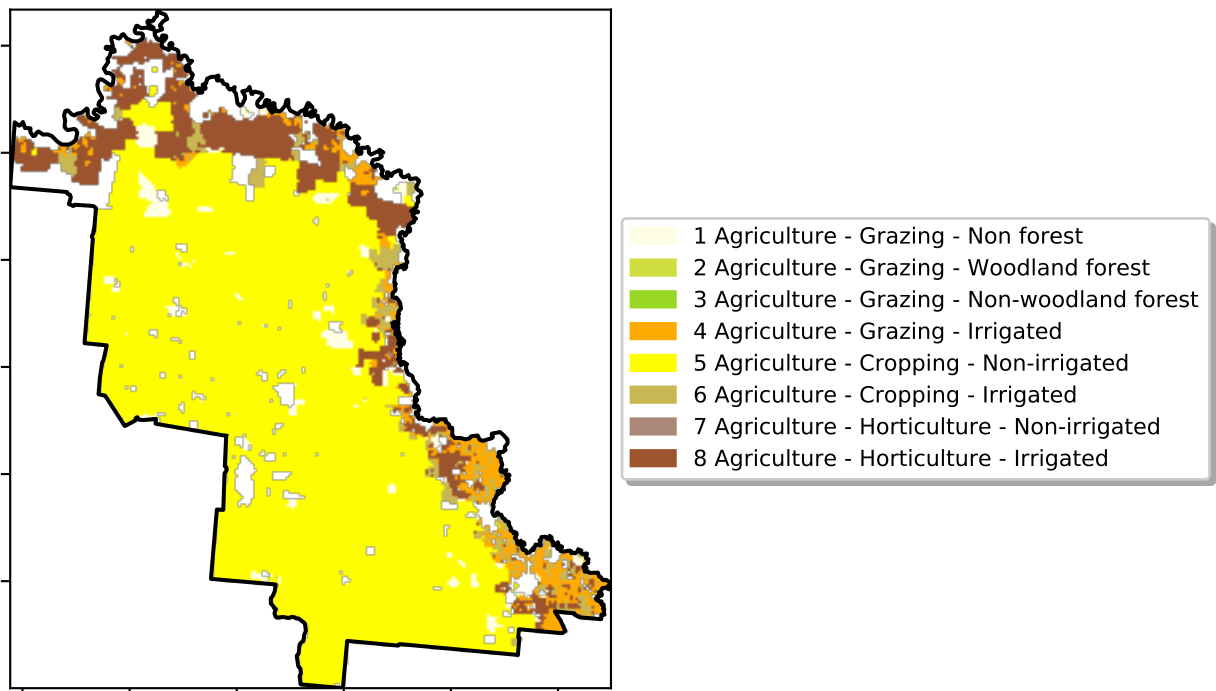 1 Agriculture - Grazing - Non forest
2 Agriculture - Grazing - Woodland forest
3 Agriculture - Grazing - Non-woodland forest
4 Agriculture - Grazing - Irrigated
5 Agriculture - Cropping - Non-irrigated
6 Agriculture - Cropping - Irrigated
7 Agriculture - Horticulture - Non-irrigated
8 Agriculture - Horticulture - Irrigated